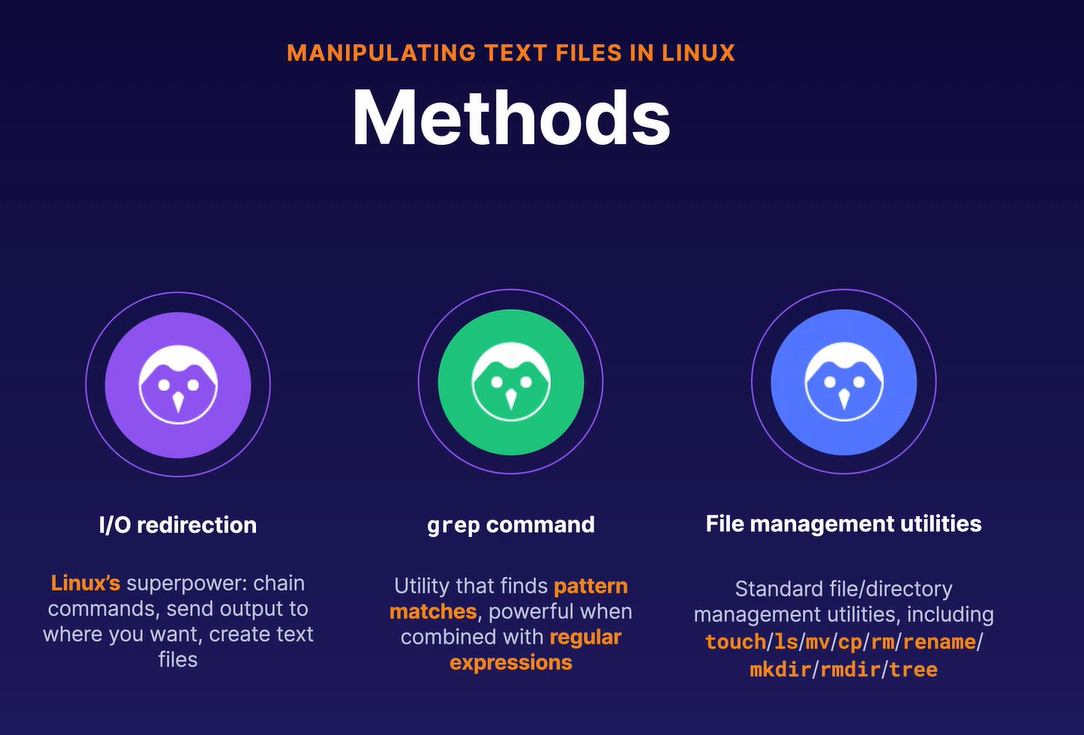 MANIPULATING TEXT FILES IN LINUX
Methods
I/O redirection
Linux’s superpower: chain
commands, send output to
where you want, create text
files
grep command
Utility that finds pattern
matches, powerful when
combined with regular
expressions
File management utilities
Standard file/directory
management utilities, including
touch/ls/mv/cp/rm/rename/
mkdir/rmdir/tree